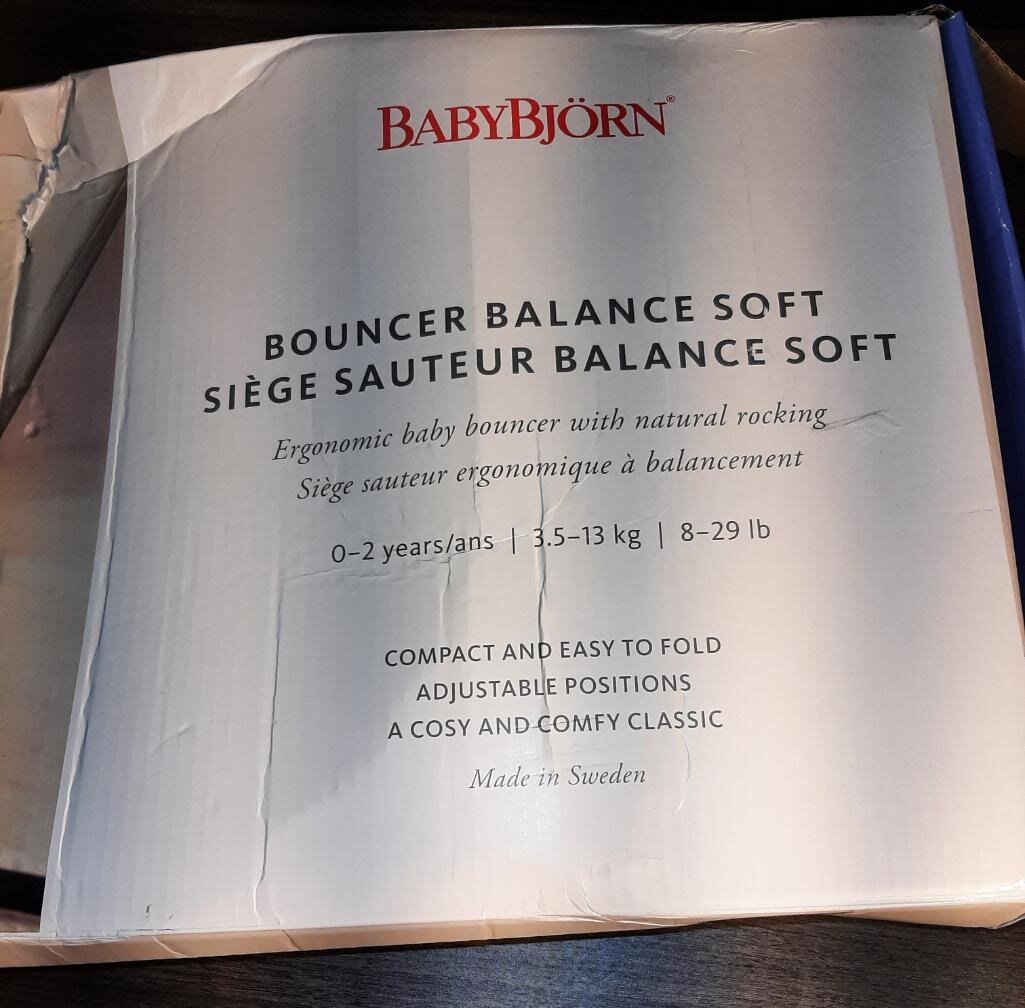 BABYBJÖRN®
BOUNCER BALANCE SOFT
SIÈGE SAUTEUR BALANCE SOFT
Ergonomic baby bouncer with natural rocking
Siège sauteur ergonomique à balancement
0–2 years/ans | 3.5–13 kg | 8–29 lb
COMPACT AND EASY TO FOLD
ADJUSTABLE POSITIONS
A COSY AND COMFY CLASSIC
Made in Sweden